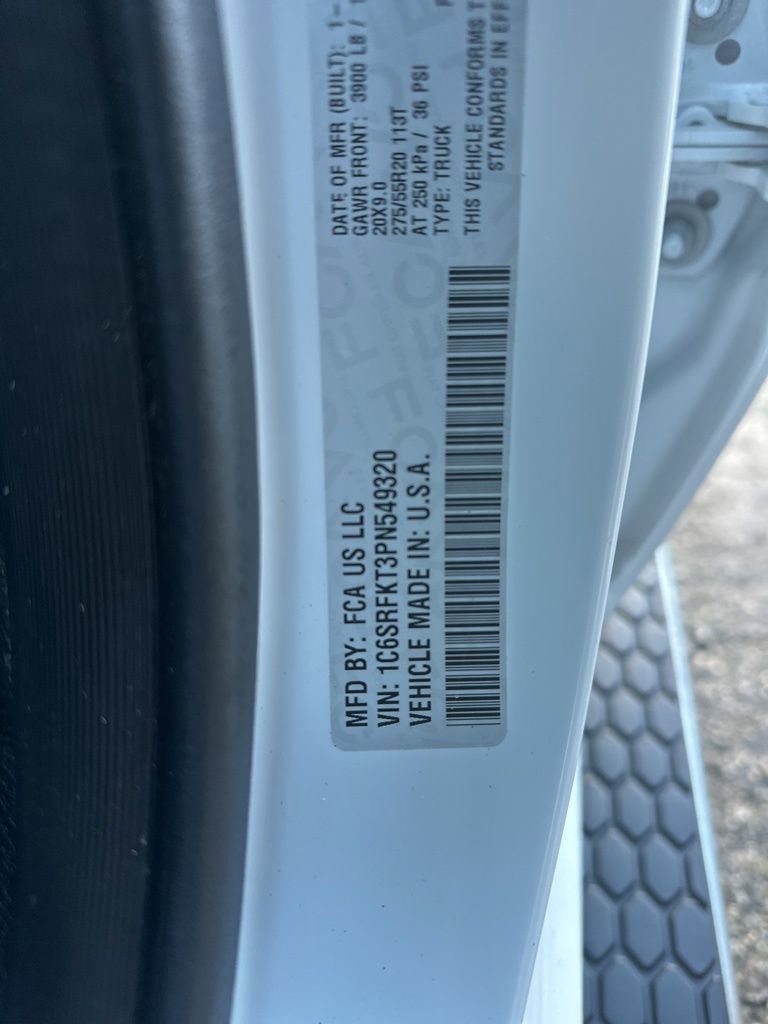 MFD BY: FCA US LLC
VIN: 1C6SRFKT3PN549320
VEHICLE MADE IN: U.S.A.
DATE OF MFR (BUILT): 1-
GAWR FRONT: 3900 LB /
20X9.0
275/55R20 113T
AT 250 kPa / 36 PSI
TYPE: TRUCK
THIS VEHICLE CONFORMS T
STANDARDS IN EFF